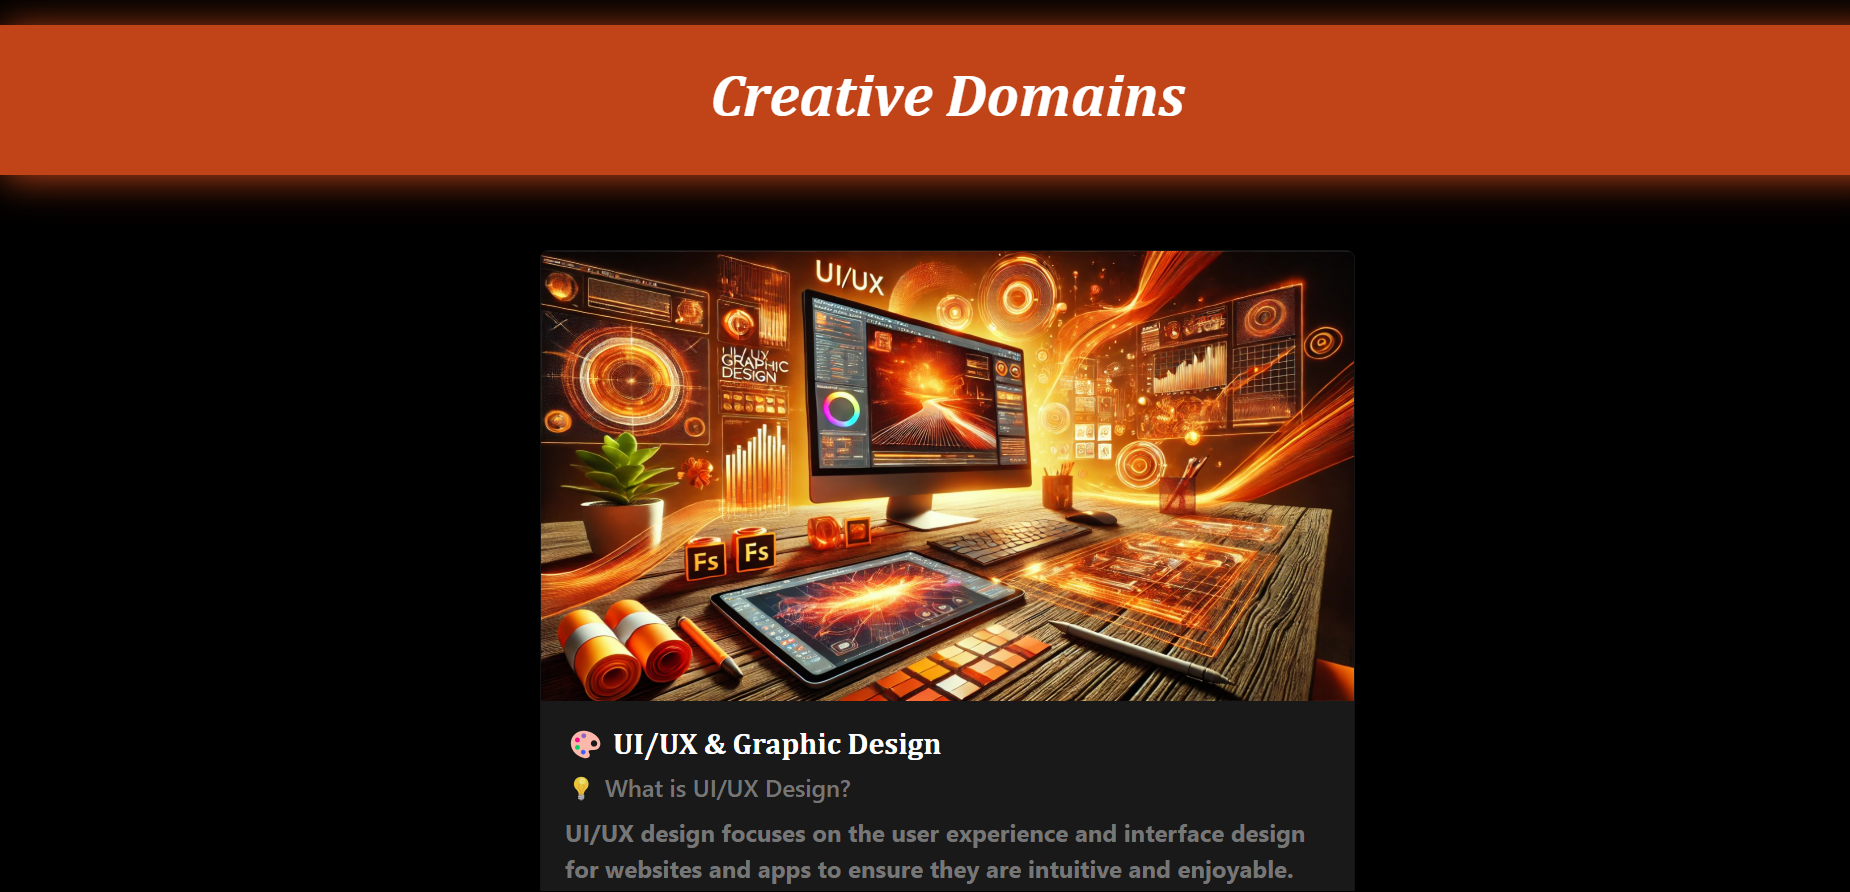 Creative Domains
UI/UX
UI/UX
GRAPHIC
DESIGN
Fs Fs
UI/UX & Graphic Design
What is UI/UX Design?
UI/UX design focuses on the user experience and interface design
for websites and apps to ensure they are intuitive and enjoyable.